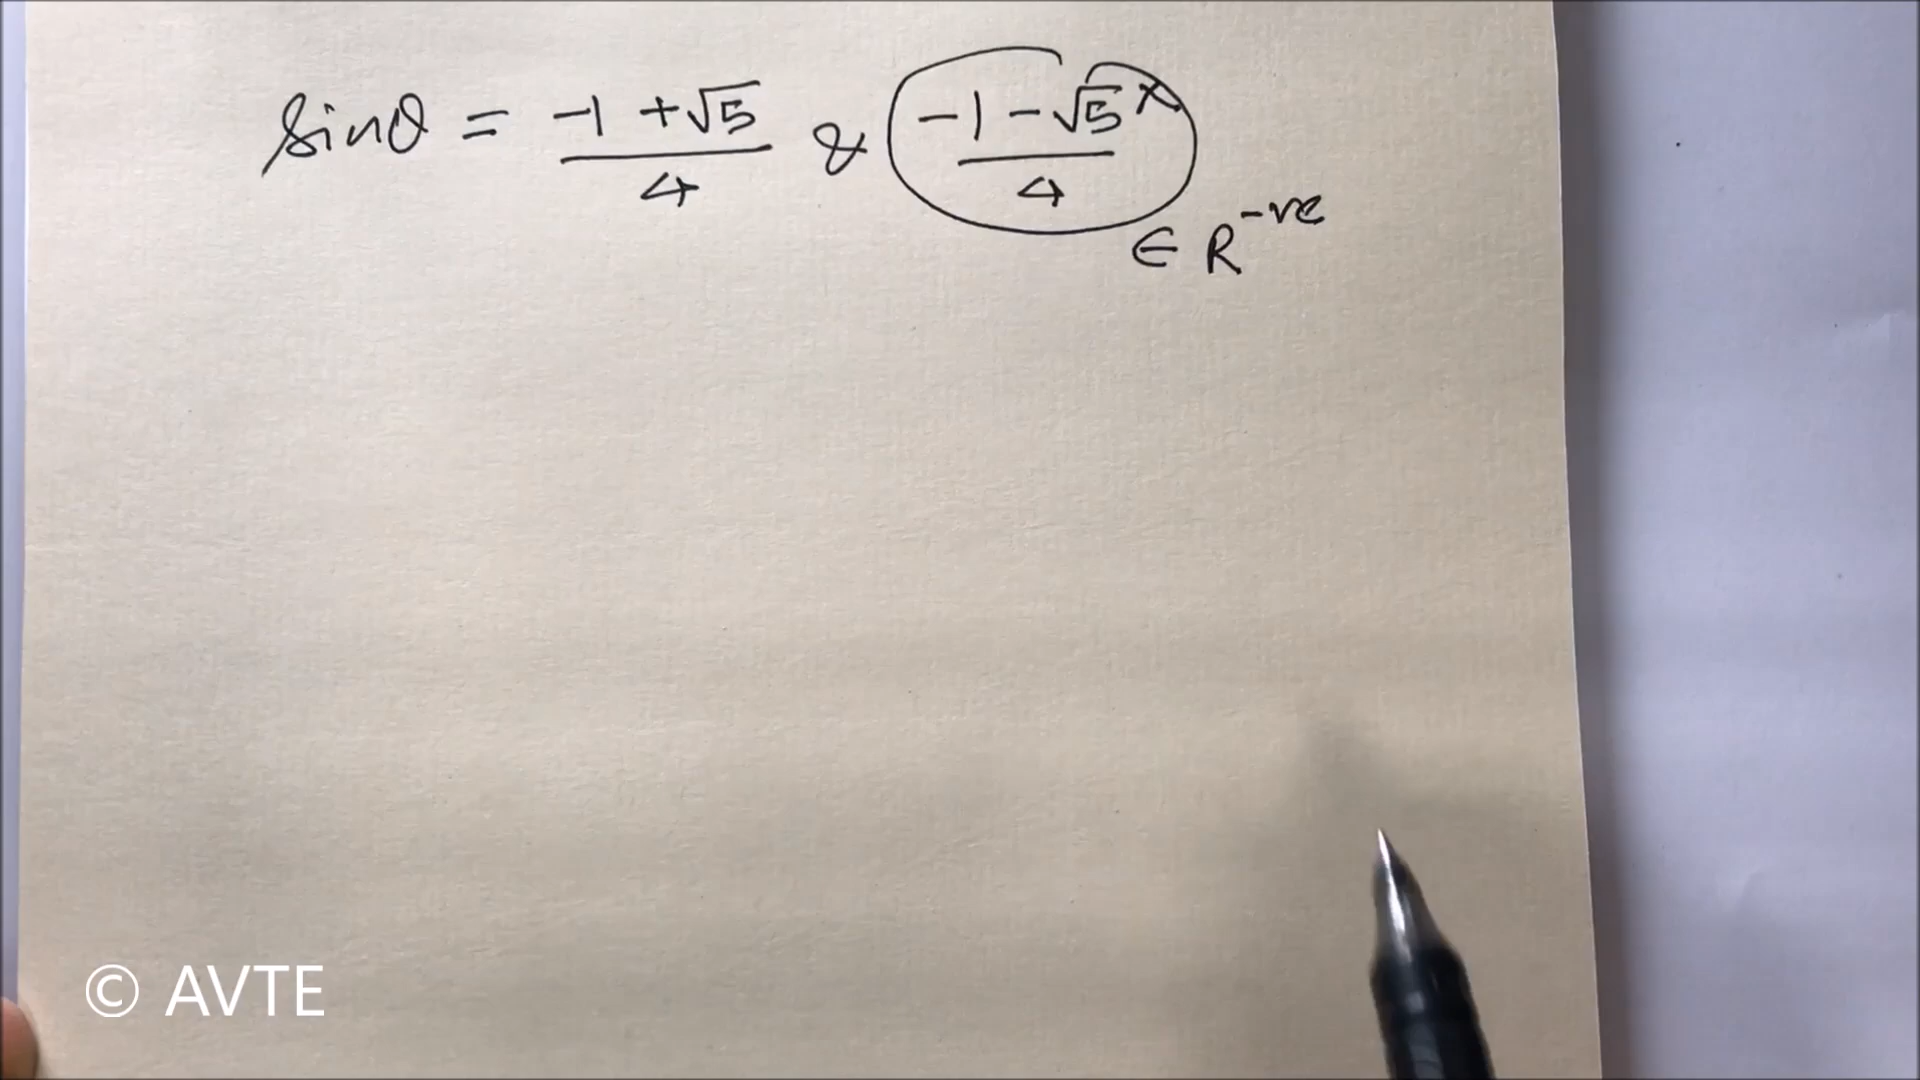 sinθ = (-1 + √5)/4 & (-1 - √5)/4 ×
∈ R^-ve
© AVTE